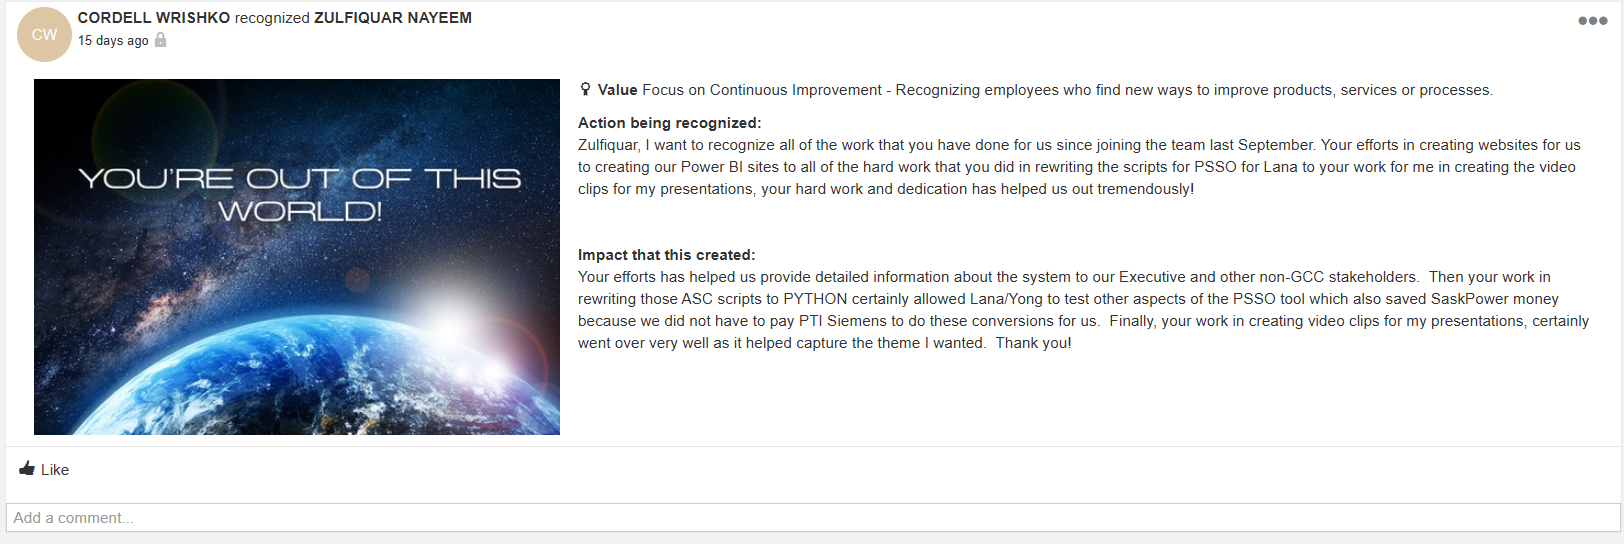 CW
CORDELL WRISHKO recognized ZULFIQUAR NAYEEM
15 days ago
YOU'RE OUT OF THIS
WORLD!
Value Focus on Continuous Improvement - Recognizing employees who find new ways to improve products, services or processes.
Action being recognized:
Zulfiquar, I want to recognize all of the work that you have done for us since joining the team last September. Your efforts in creating websites for us
to creating our Power BI sites to all of the hard work that you did in rewriting the scripts for PSSO for Lana to your work for me in creating the video
clips for my presentations, your hard work and dedication has helped us out tremendously!
Impact that this created:
Your efforts has helped us provide detailed information about the system to our Executive and other non-GCC stakeholders.  Then your work in
rewriting those ASC scripts to PYTHON certainly allowed Lana/Yong to test other aspects of the PSSO tool which also saved SaskPower money
because we did not have to pay PTI Siemens to do these conversions for us.  Finally, your work in creating video clips for my presentations, certainly
went over very well as it helped capture the theme I wanted.  Thank you!
Like
Add a comment...